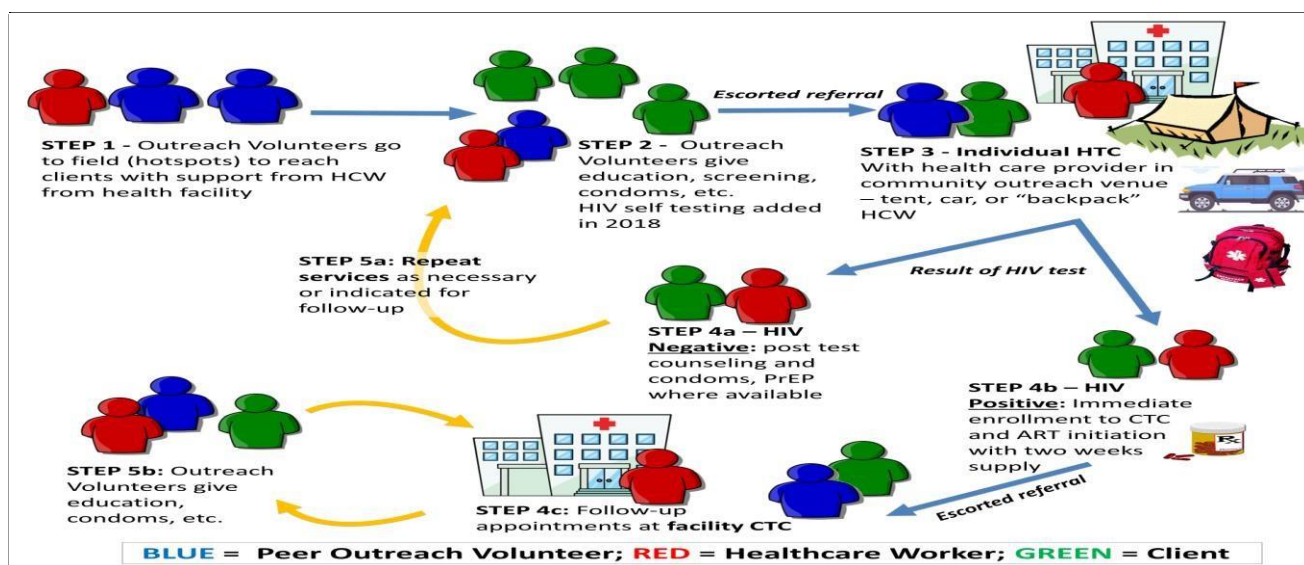 STEP 1 - Outreach Volunteers go
to field (hotspots) to reach
clients with support from HCW
from health facility
STEP 2 - Outreach
Volunteers give
education, screening,
condoms, etc.
HIV self testing added
in 2018
Escorted referral
STEP 3 - Individual HTC
With health care provider in
community outreach venue
– tent, car, or “backpack”
HCW
Result of HIV test
STEP 4a – HIV
Negative: post test
counseling and
condoms, PrEP
where available
STEP 5a: Repeat
services as necessary
or indicated for
follow-up
STEP 4b – HIV
Positive: Immediate
enrollment to CTC
and ART initiation
with two weeks
supply
Rx
Escorted referral
STEP 4c: Follow-up
appointments at facility CTC
STEP 5b: Outreach
Volunteers give
education,
condoms, etc.
BLUE = Peer Outreach Volunteer; RED = Healthcare Worker; GREEN = Client